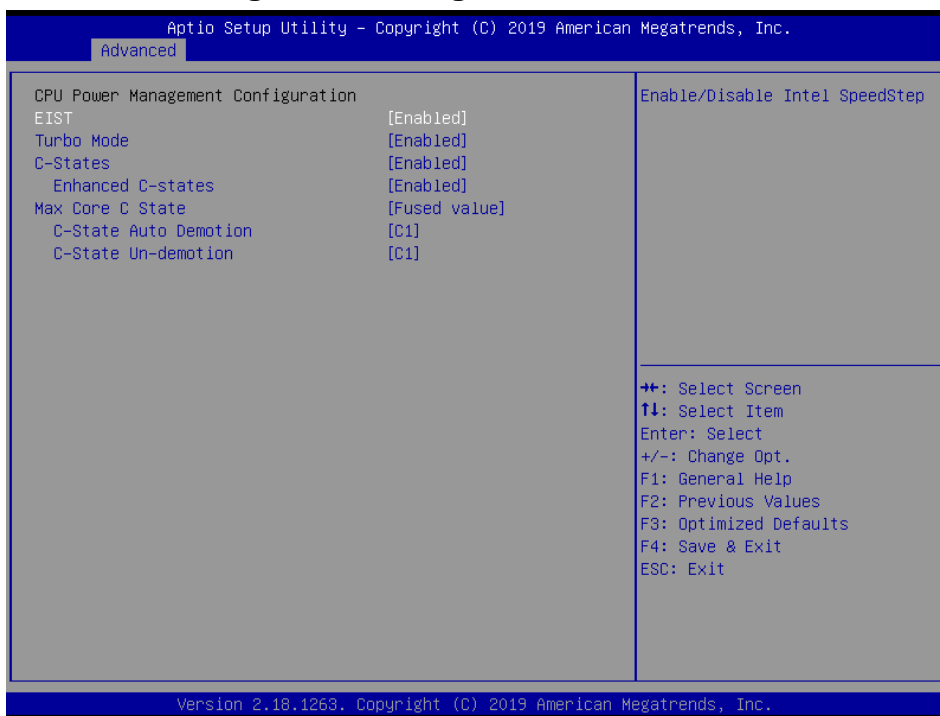 Aptio Setup Utility – Copyright (C) 2019 American Megatrends, Inc.
Advanced
CPU Power Management Configuration
EIST [Enabled]
Turbo Mode [Enabled]
C-States [Enabled]
Enhanced C-states [Enabled]
Max Core C State [Fused value]
C-State Auto Demotion [C1]
C-State Un-demotion [C1]
Enable/Disable Intel SpeedStep
→←: Select Screen
↑↓: Select Item
Enter: Select
+/-: Change Opt.
F1: General Help
F2: Previous Values
F3: Optimized Defaults
F4: Save & Exit
ESC: Exit
Version 2.18.1263. Copyright (C) 2019 American Megatrends, Inc.